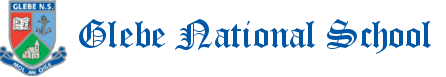 GLEBE N.S.
Glebe National School
MOL AN ÓIGE